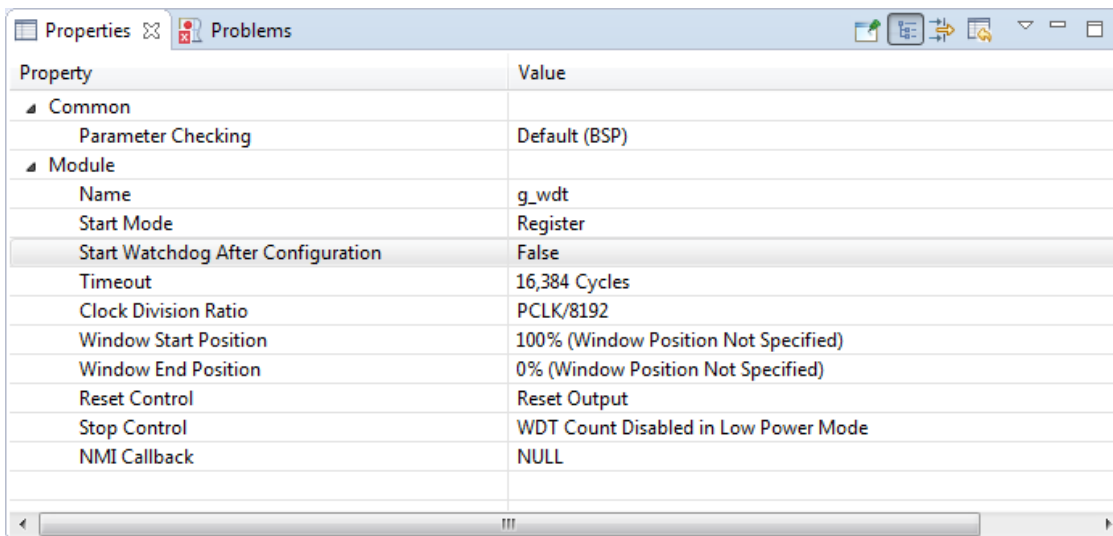 Properties Problems
Property Value
Common
Parameter Checking Default (BSP)
Module
Name g_wdt
Start Mode Register
Start Watchdog After Configuration False
Timeout 16,384 Cycles
Clock Division Ratio PCLK/8192
Window Start Position 100% (Window Position Not Specified)
Window End Position 0% (Window Position Not Specified)
Reset Control Reset Output
Stop Control WDT Count Disabled in Low Power Mode
NMI Callback NULL